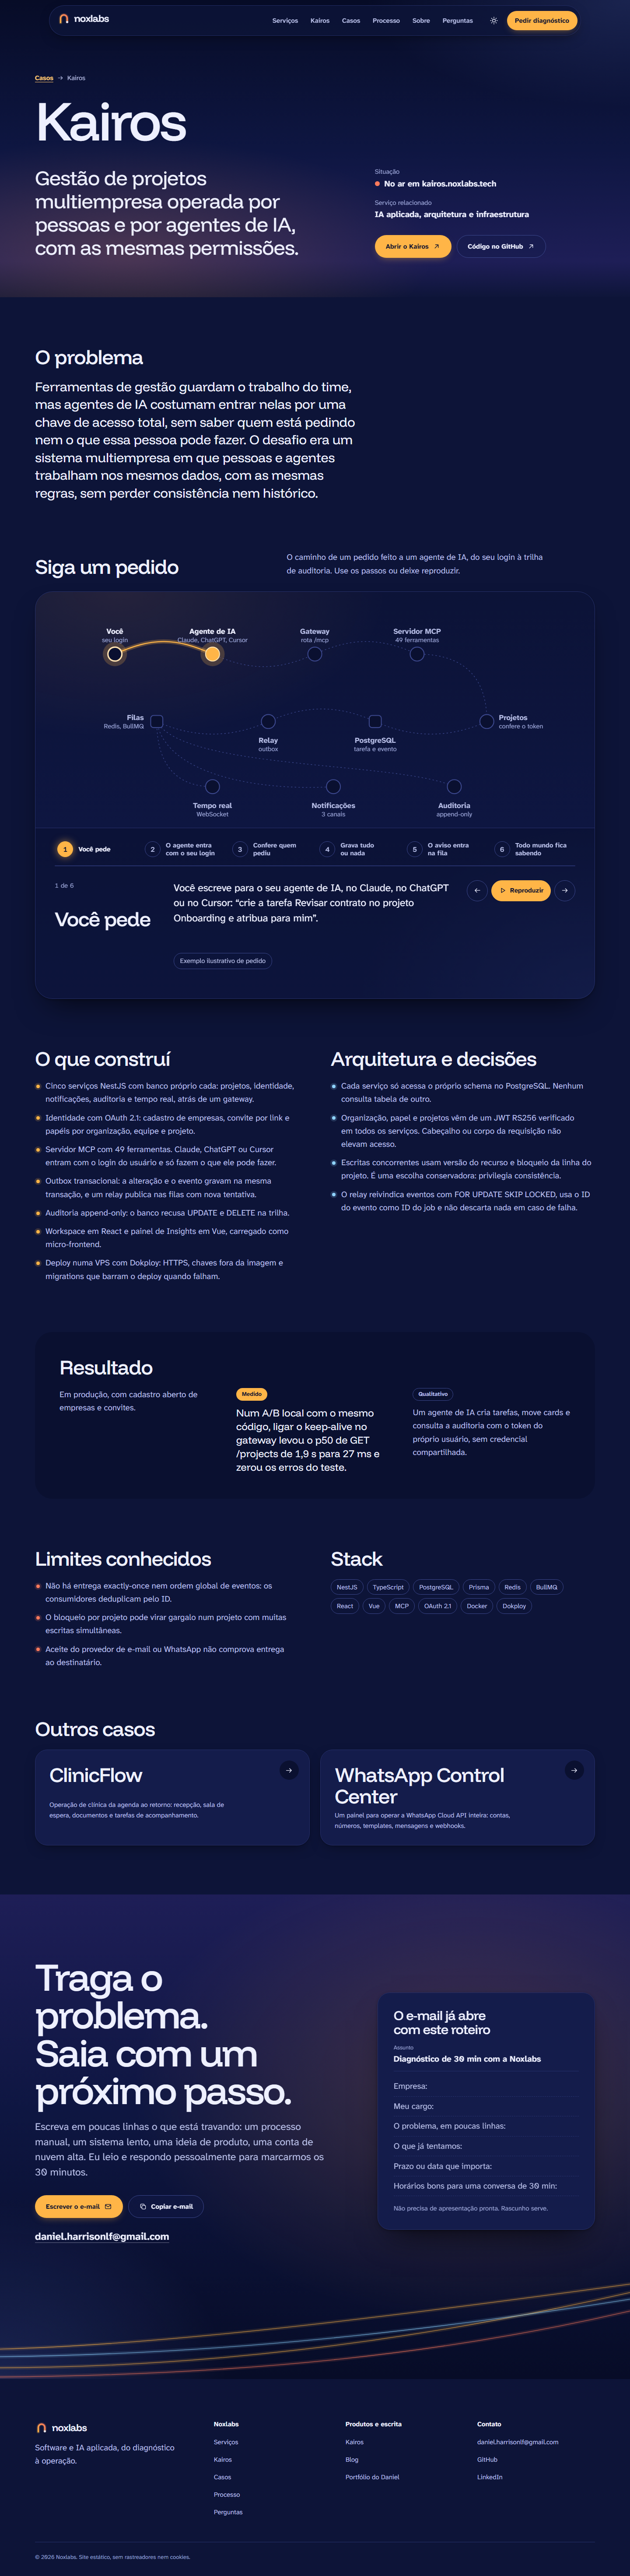 noxlabs
Serviços Kairos Casos Processo Sobre Perguntas Pedir diagnóstico
Casos → Kairos
Kairos
Gestão de projetos
multiempresa operada por
pessoas e por agentes de IA,
com as mesmas permissões.
Situação
No ar em kairos.noxlabs.tech
Serviço relacionado
IA aplicada, arquitetura e infraestrutura
Abrir o Kairos
Código no GitHub
O problema
Ferramentas de gestão guardam o trabalho do time,
mas agentes de IA costumam entrar nelas por uma
chave de acesso total, sem saber quem está pedindo
nem o que essa pessoa pode fazer. O desafio era um
sistema multiempresa em que pessoas e agentes
trabalham nos mesmos dados, com as mesmas
regras, sem perder consistência nem histórico.
Siga um pedido
O caminho de um pedido feito a um agente de IA, do seu login à trilha
de auditoria. Use os passos ou deixe reproduzir.
Você
seu login
Agente de IA
Claude, ChatGPT, Cursor
Gateway
rota /mcp
Servidor MCP
49 ferramentas
Filas
Redis, BullMQ
Relay
outbox
PostgreSQL
tarefa e evento
Projetos
confere o token
Tempo real
WebSocket
Notificações
3 canais
Auditoria
append-only
1 Você pede
2 O agente entra
com o seu login
3 Confere quem
pediu
4 Grava tudo
ou nada
5 O aviso entra
na fila
6 Todo mundo fica
sabendo
1 de 6
Você pede
Você escreve para o seu agente de IA, no Claude, no ChatGPT
ou no Cursor: “crie a tarefa Revisar contrato no projeto
Onboarding e atribua para mim”.
Exemplo ilustrativo de pedido
← Reproduzir →
O que construí
Cinco serviços NestJS com banco próprio cada: projetos, identidade,
notificações, auditoria e tempo real, atrás de um gateway.
Identidade com OAuth 2.1: cadastro de empresas, convite por link e
papéis por organização, equipe e projeto.
Servidor MCP com 49 ferramentas. Claude, ChatGPT ou Cursor
entram com o login do usuário e só fazem o que ele pode fazer.
Outbox transacional: a alteração e o evento gravam na mesma
transação, e um relay publica nas filas com nova tentativa.
Auditoria append-only: o banco recusa UPDATE e DELETE na trilha.
Workspace em React e painel de Insights em Vue, carregado como
micro-frontend.
Deploy numa VPS com Dokploy: HTTPS, chaves fora da imagem e
migrations que barram o deploy quando falham.
Arquitetura e decisões
Cada serviço só acessa o próprio schema no PostgreSQL. Nenhum
consulta tabela de outro.
Organização, papel e projetos vêm de um JWT RS256 verificado
em todos os serviços. Cabeçalho ou corpo da requisição não
elevam acesso.
Escritas concorrentes usam versão do recurso e bloqueio da linha do
projeto. É uma escolha conservadora: privilegia consistência.
O relay reivindica eventos com FOR UPDATE SKIP LOCKED, usa o ID
do evento como ID do job e não descarta nada em caso de falha.
Resultado
Em produção, com cadastro aberto de
empresas e convites.
Medido
Num A/B local com o mesmo
código, ligar o keep-alive no
gateway levou o p50 de GET
/projects de 1,9 s para 27 ms e
zerou os erros do teste.
Qualitativo
Um agente de IA cria tarefas, move cards e
consulta a auditoria com o token do
próprio usuário, sem credencial
compartilhada.
Limites conhecidos
Não há entrega exactly-once nem ordem global de eventos: os
consumidores deduplicam pelo ID.
O bloqueio por projeto pode virar gargalo num projeto com muitas
escritas simultâneas.
Aceite do provedor de e-mail ou WhatsApp não comprova entrega
ao destinatário.
Stack
NestJS TypeScript PostgreSQL Prisma Redis BullMQ
React Vue MCP OAuth 2.1 Docker Dokploy
Outros casos
ClinicFlow
Operação de clínica da agenda ao retorno: recepção, sala de
espera, documentos e tarefas de acompanhamento.
WhatsApp Control
Center
Um painel para operar a WhatsApp Cloud API inteira: contas,
números, templates, mensagens e webhooks.
Traga o
problema.
Saia com um
próximo passo.
Escreva em poucas linhas o que está travando: um processo
manual, um sistema lento, uma ideia de produto, uma conta de
nuvem alta. Eu leio e respondo pessoalmente para marcarmos os
30 minutos.
Escrever o e-mail
Copiar e-mail
daniel.harrisonlf@gmail.com
O e-mail já abre
com este roteiro
Assunto
Diagnóstico de 30 min com a Noxlabs
Empresa:
Meu cargo:
O problema, em poucas linhas:
O que já tentamos:
Prazo ou data que importa:
Horários bons para uma conversa de 30 min:
Não precisa de apresentação pronta. Rascunho serve.
noxlabs
Software e IA aplicada, do diagnóstico
à operação.
Noxlabs
Serviços
Kairos
Casos
Processo
Perguntas
Produtos e escrita
Kairos
Blog
Portfólio do Daniel
Contato
daniel.harrisonlf@gmail.com
GitHub
LinkedIn
© 2026 Noxlabs. Site estático, sem rastreadores nem cookies.